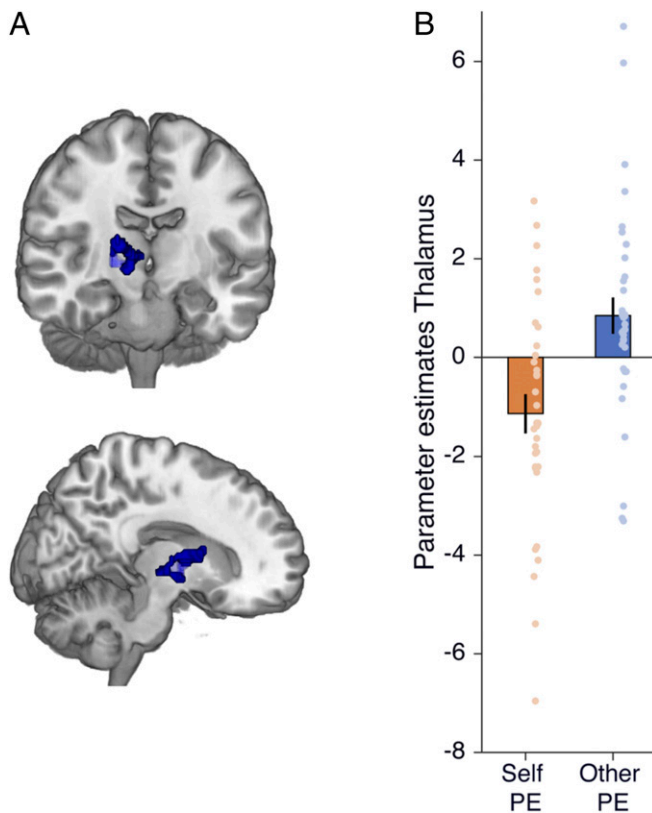 A
B
Parameter estimates Thalamus
6
4
2
0
-2
-4
-6
-8
Self
PE
Other
PE